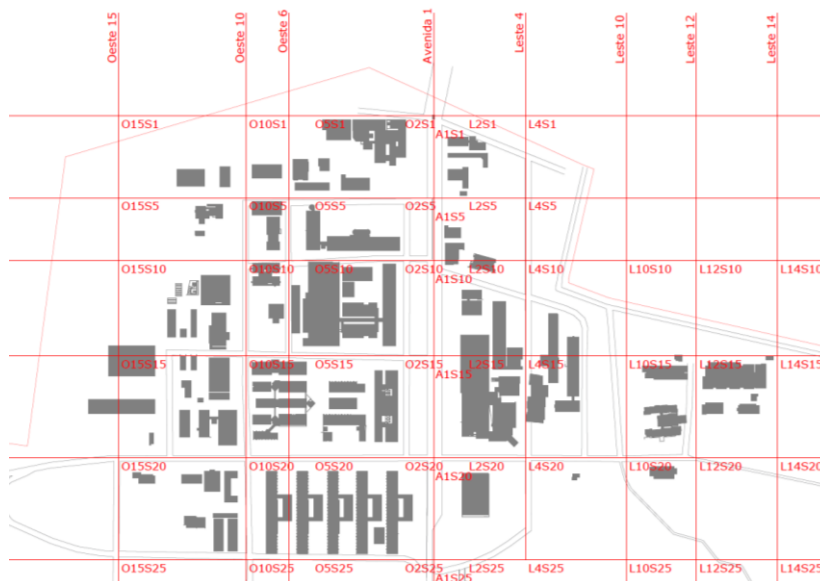 Oeste 15
Oeste 10
Oeste 6
Avenida 1
Leste 4
Leste 10
Leste 12
Leste 14
O15S1
O10S1
O5S1
O2S1
A1S1
L2S1
L4S1
O15S5
O10S5
O5S5
O2S5
A1S5
L2S5
L4S5
O15S10
O10S10
O5S10
O2S10
A1S10
L2S10
L4S10
L10S10
L12S10
L14S10
O15S15
O10S15
O5S15
O2S15
A1S15
L2S15
L4S15
L10S15
L12S15
L14S15
O15S20
O10S20
O5S20
O2S20
A1S20
L2S20
L4S20
L10S20
L12S20
L14S20
O15S25
O10S25
O5S25
O2S25
A1S25
L2S25
L4S25
L10S25
L12S25
L14S25